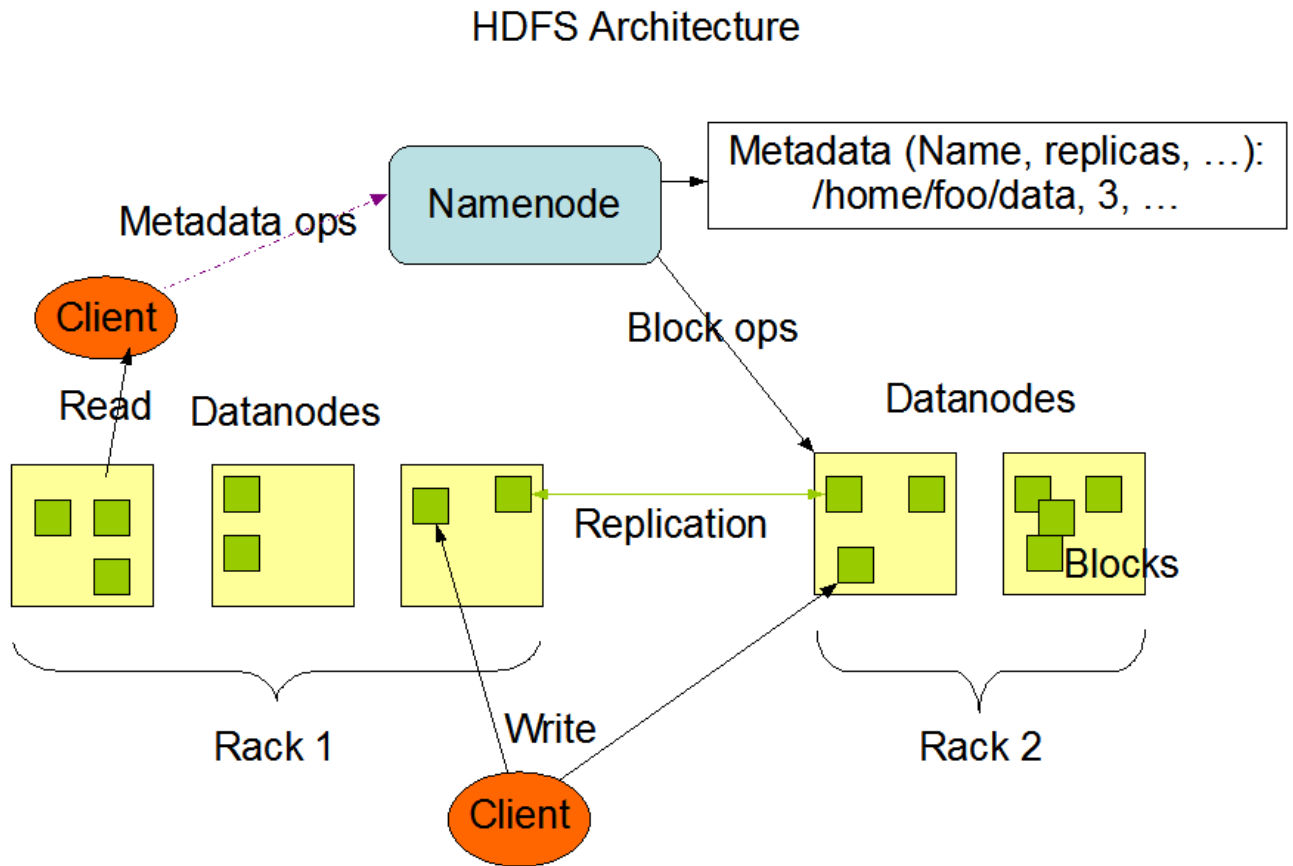 HDFS Architecture
Metadata (Name, replicas, …):
/home/foo/data, 3, …
Namenode
Metadata ops
Client
Block ops
Read
Datanodes
Datanodes
Replication
Blocks
Rack 1
Write
Rack 2
Client